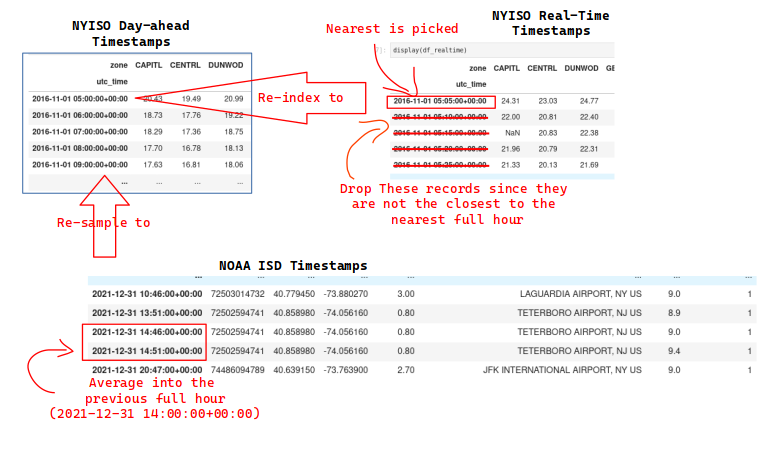 NYISO Day-ahead
Timestamps
zone CAPITL CENTRL DUNWOD
utc_time
2016-11-01 05:00:00+00:00 20.43 19.49 20.99
2016-11-01 06:00:00+00:00 18.73 17.76 19.22
2016-11-01 07:00:00+00:00 18.29 17.36 18.75
2016-11-01 08:00:00+00:00 17.70 16.78 18.13
2016-11-01 09:00:00+00:00 17.63 16.81 18.06
... ... ... ...
Re-index to
Nearest is picked
NYISO Real-Time
Timestamps
display(df_realtime)
zone CAPITL CENTRL DUNWOD GE
utc_time
2016-11-01 05:05:00+00:00 24.31 23.03 24.77
2016-11-01 05:10:00+00:00 22.00 20.81 22.40
2016-11-01 05:15:00+00:00 NaN 20.83 22.38
2016-11-01 05:20:00+00:00 21.96 20.79 22.31
2016-11-01 05:25:00+00:00 21.33 20.13 21.69
Drop These records since they
are not the closest to the
nearest full hour
Re-sample to
NOAA ISD Timestamps
... ... ... ... ... ... ... ...
2021-12-31 10:46:00+00:00 72503014732 40.779450 -73.880270 3.00 LAGUARDIA AIRPORT, NY US 9.0 1
2021-12-31 13:51:00+00:00 72502594741 40.858980 -74.056160 0.80 TETERBORO AIRPORT, NJ US 8.9 1
2021-12-31 14:46:00+00:00 72502594741 40.858980 -74.056160 0.80 TETERBORO AIRPORT, NJ US 9.0 1
2021-12-31 14:51:00+00:00 72502594741 40.858980 -74.056160 0.80 TETERBORO AIRPORT, NJ US 9.4 1
2021-12-31 20:47:00+00:00 74486094789 40.639150 -73.763900 2.70 JFK INTERNATIONAL AIRPORT, NY US 9.0 1
Average into the
previous full hour
(2021-12-31 14:00:00+00:00)